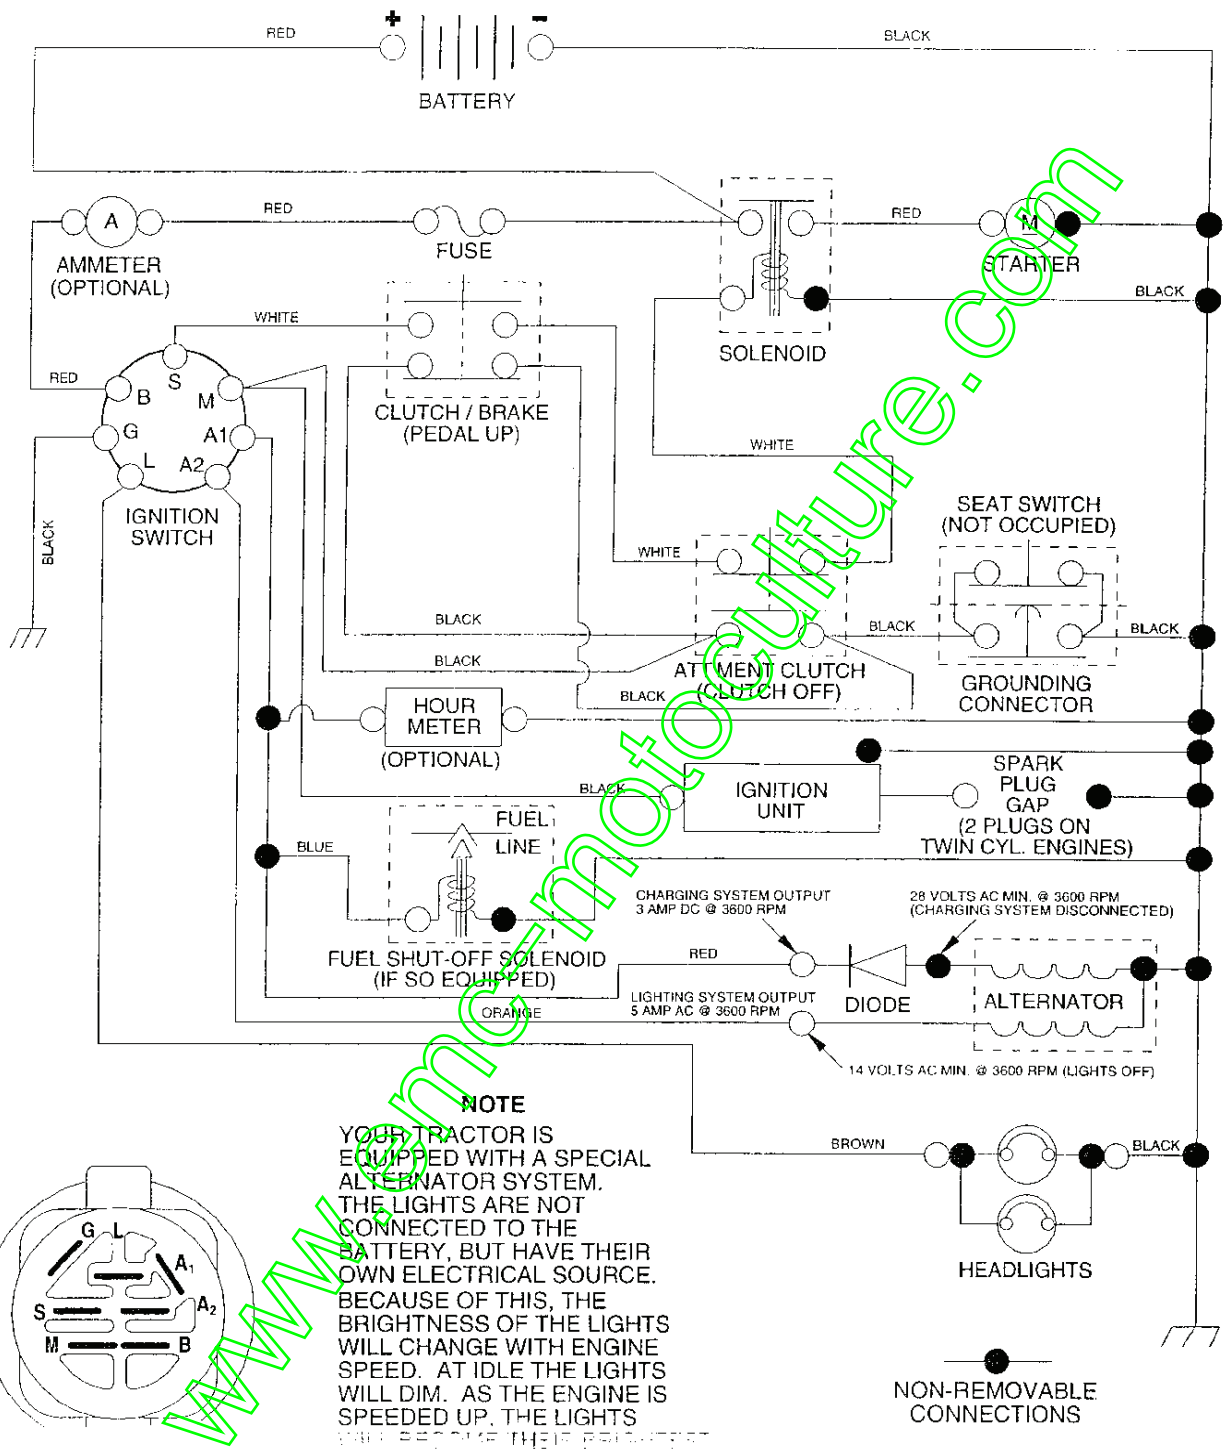 + −
RED
BLACK
BATTERY
A
RED
RED
M
AMMETER
(OPTIONAL)
FUSE
STARTER
BLACK
WHITE
SOLENOID
RED
S
B
M
G
A1
L
A2
CLUTCH / BRAKE
(PEDAL UP)
WHITE
IGNITION
SWITCH
BLACK
SEAT SWITCH
(NOT OCCUPIED)
WHITE
BLACK
BLACK
BLACK
BLACK
ATTMENT CLUTCH
(CLUTCH OFF)
BLACK
GROUNDING
CONNECTOR
HOUR
METER
(OPTIONAL)
BLACK
IGNITION
UNIT
SPARK
PLUG
GAP
(2 PLUGS ON
TWIN CYL. ENGINES)
FUEL
LINE
BLUE
CHARGING SYSTEM OUTPUT
3 AMP DC @ 3600 RPM
28 VOLTS AC MIN. @ 3600 RPM
(CHARGING SYSTEM DISCONNECTED)
FUEL SHUT-OFF SOLENOID
(IF SO EQUIPPED)
RED
DIODE
ALTERNATOR
LIGHTING SYSTEM OUTPUT
5 AMP AC @ 3600 RPM
ORANGE
14 VOLTS AC MIN. @ 3600 RPM (LIGHTS OFF)
NOTE
YOUR TRACTOR IS
EQUIPPED WITH A SPECIAL
ALTERNATOR SYSTEM.
THE LIGHTS ARE NOT
CONNECTED TO THE
BATTERY, BUT HAVE THEIR
OWN ELECTRICAL SOURCE.
BECAUSE OF THIS, THE
BRIGHTNESS OF THE LIGHTS
WILL CHANGE WITH ENGINE
SPEED. AT IDLE THE LIGHTS
WILL DIM. AS THE ENGINE IS
SPEEDED UP, THE LIGHTS
WILL BECOME THEIR BRIGHTEST
BROWN
BLACK
HEADLIGHTS
G
L
A1
S
A2
M
B
NON-REMOVABLE
CONNECTIONS
www.emc-motoculture.com